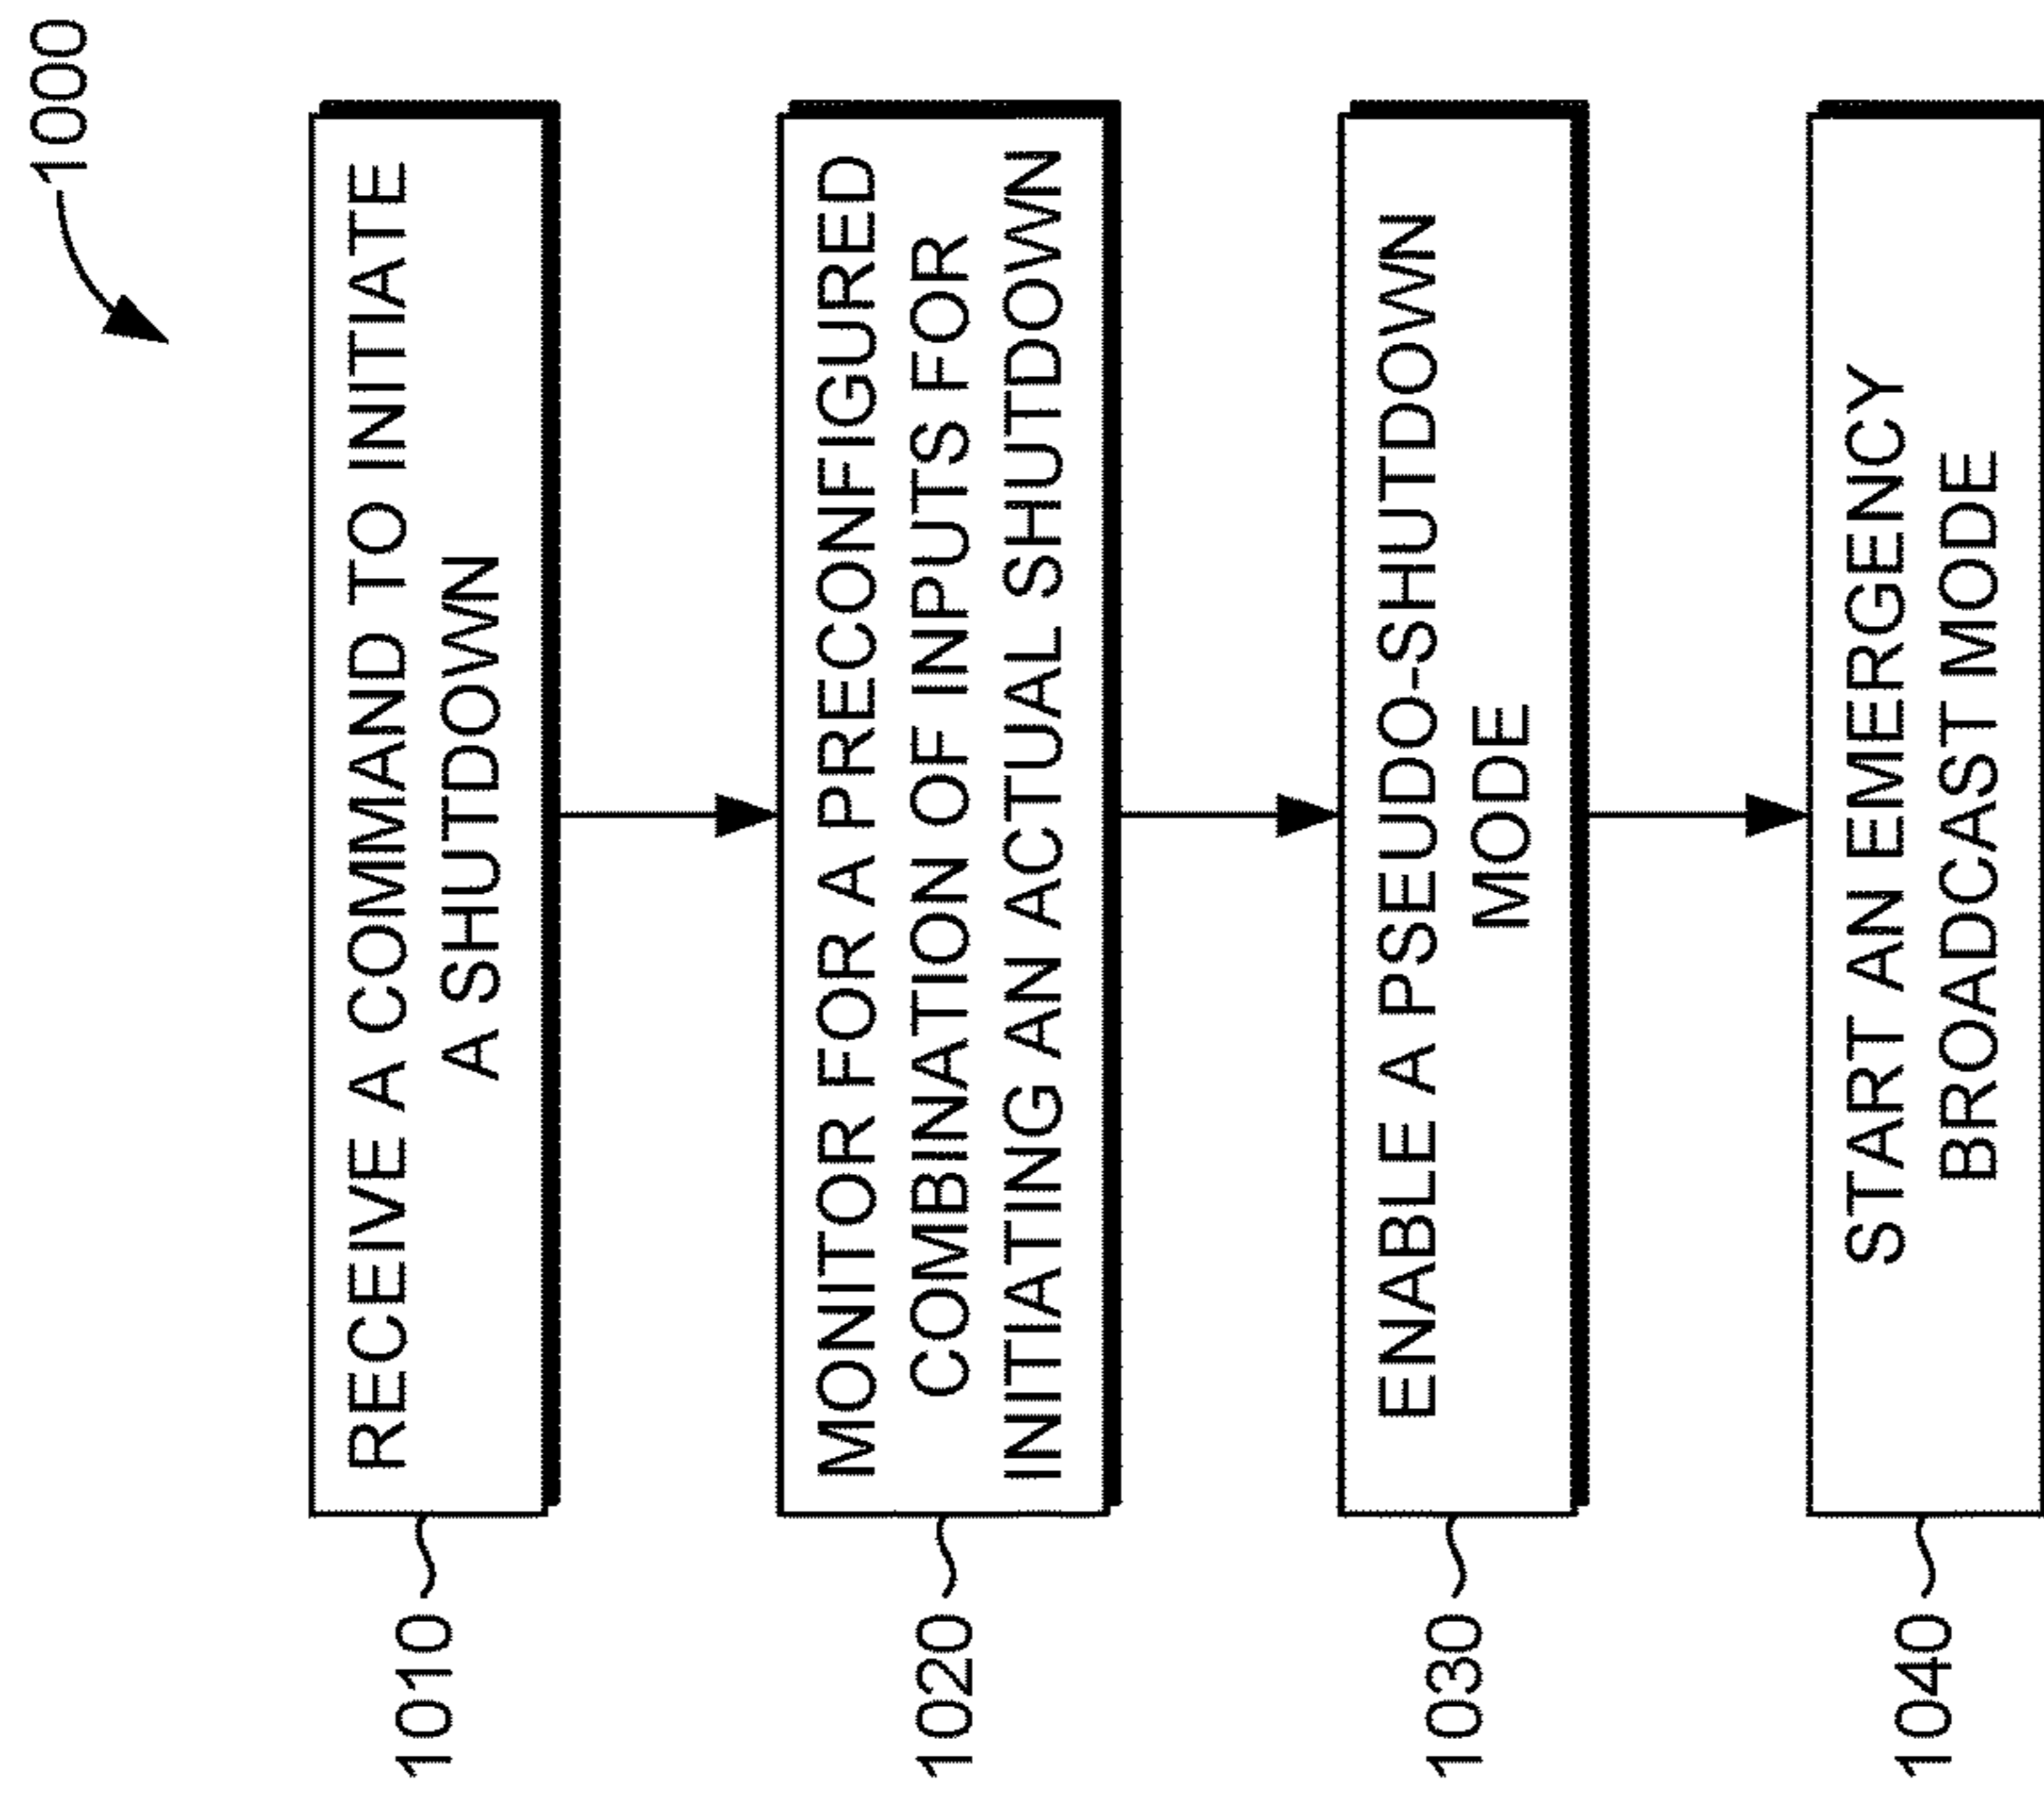 1000
1010
RECEIVE A COMMAND TO INITIATE
A SHUTDOWN
1020
MONITOR FOR A PRECONFIGURED
COMBINATION OF INPUTS FOR
INITIATING AN ACTUAL SHUTDOWN
1030
ENABLE A PSEUDO-SHUTDOWN
MODE
1040
START AN EMERGENCY
BROADCAST MODE